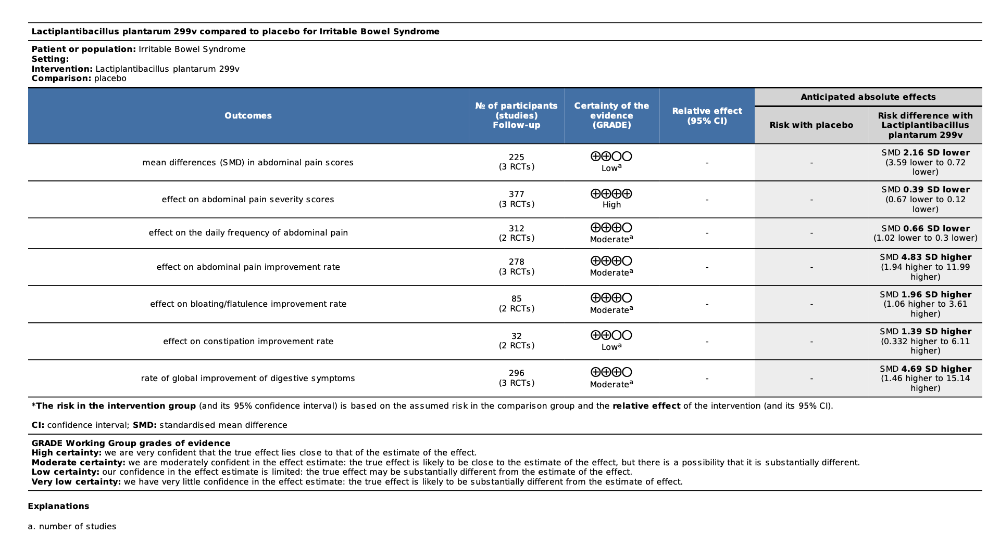 Lactiplantibacillus plantarum 299v compared to placebo for Irritable Bowel Syndrome
Patient or population: Irritable Bowel Syndrome
Setting:
Intervention: Lactiplantibacillus plantarum 299v
Comparison: placebo
Outcomes
№ of participants
(studies)
Follow-up
Certainty of the
evidence
(GRADE)
Relative effect
(95% CI)
Anticipated absolute effects
Risk with placebo
Risk difference with
Lactiplantibacillus
plantarum 299v
mean differences (SMD) in abdominal pain scores
225
(3 RCTs)
⨁⨁◯◯
Lowᵃ
-
-
SMD 2.16 SD lower
(3.59 lower to 0.72
lower)
effect on abdominal pain severity scores
377
(3 RCTs)
⨁⨁⨁⨁
High
-
-
SMD 0.39 SD lower
(0.67 lower to 0.12
lower)
effect on the daily frequency of abdominal pain
312
(2 RCTs)
⨁⨁⨁◯
Moderateᵃ
-
-
SMD 0.66 SD lower
(1.02 lower to 0.3 lower)
effect on abdominal pain improvement rate
278
(3 RCTs)
⨁⨁⨁◯
Moderateᵃ
-
-
SMD 4.83 SD higher
(1.94 higher to 11.99
higher)
effect on bloating/flatulence improvement rate
85
(2 RCTs)
⨁⨁⨁◯
Moderateᵃ
-
-
SMD 1.96 SD higher
(1.06 higher to 3.61
higher)
effect on constipation improvement rate
32
(2 RCTs)
⨁⨁◯◯
Lowᵃ
-
-
SMD 1.39 SD higher
(0.332 higher to 6.11
higher)
rate of global improvement of digestive symptoms
296
(3 RCTs)
⨁⨁⨁◯
Moderateᵃ
-
-
SMD 4.69 SD higher
(1.46 higher to 15.14
higher)
*The risk in the intervention group (and its 95% confidence interval) is based on the assumed risk in the comparison group and the relative effect of the intervention (and its 95% CI).
CI: confidence interval; SMD: standardised mean difference
GRADE Working Group grades of evidence
High certainty: we are very confident that the true effect lies close to that of the estimate of the effect.
Moderate certainty: we are moderately confident in the effect estimate: the true effect is likely to be close to the estimate of the effect, but there is a possibility that it is substantially different.
Low certainty: our confidence in the effect estimate is limited: the true effect may be substantially different from the estimate of the effect.
Very low certainty: we have very little confidence in the effect estimate: the true effect is likely to be substantially different from the estimate of effect.
Explanations
a. number of studies